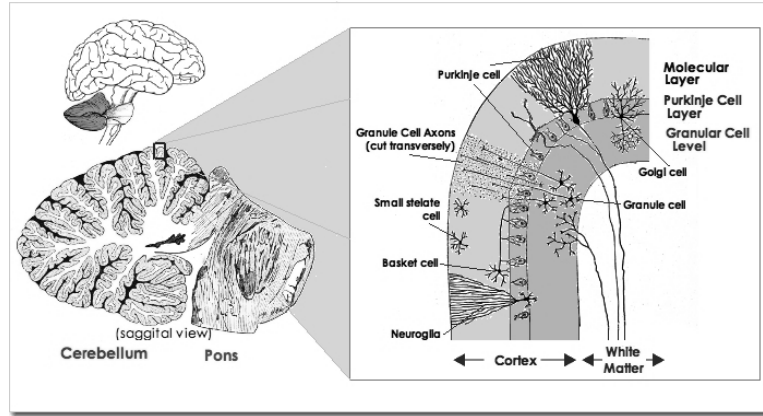 Purkinje cell
Molecular
Layer
Purkinje Cell
Layer
Granular Cell
Level
Granule Cell Axons
(cut transversely)
Golgi cell
Small stelate
cell
Granule cell
Basket cell
Neuroglia
(saggital view)
Cerebellum
Pons
Cortex
White
Matter